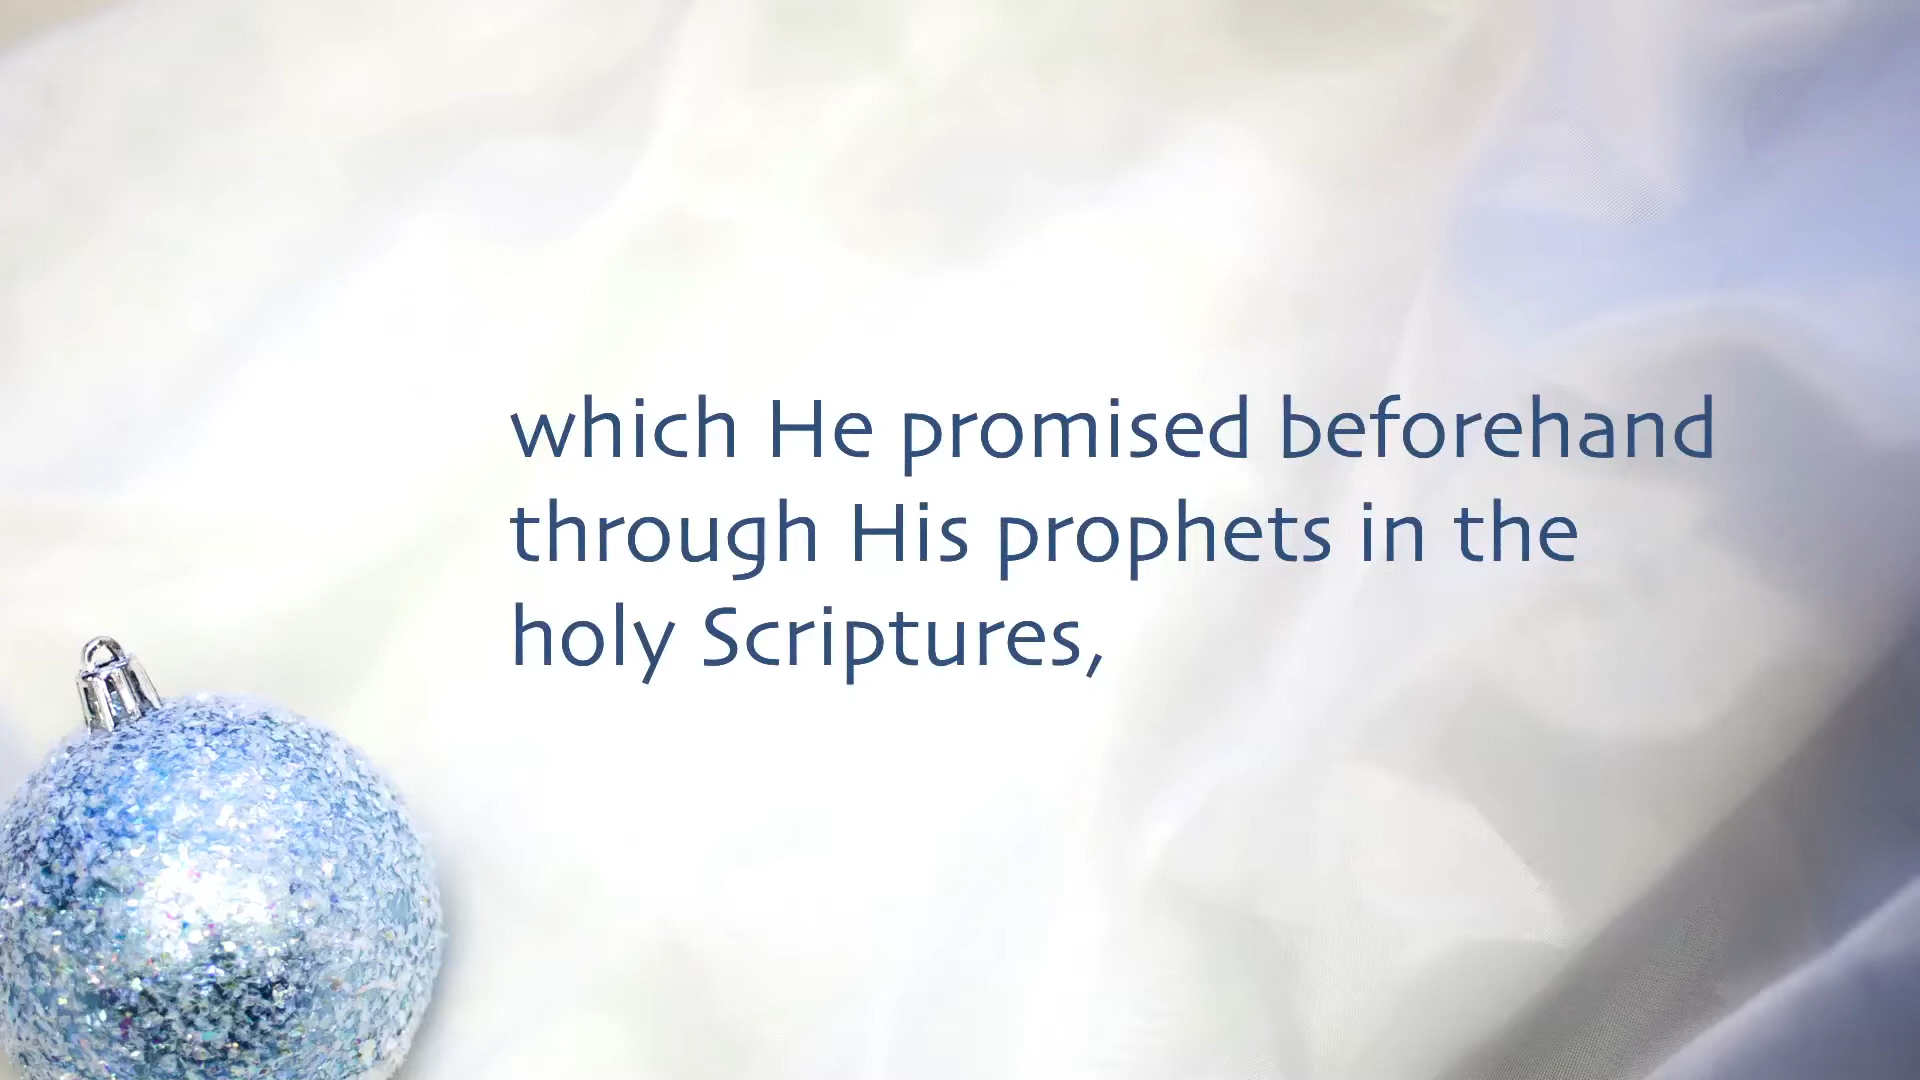 which He promised beforehand
through His prophets in the
holy Scriptures,